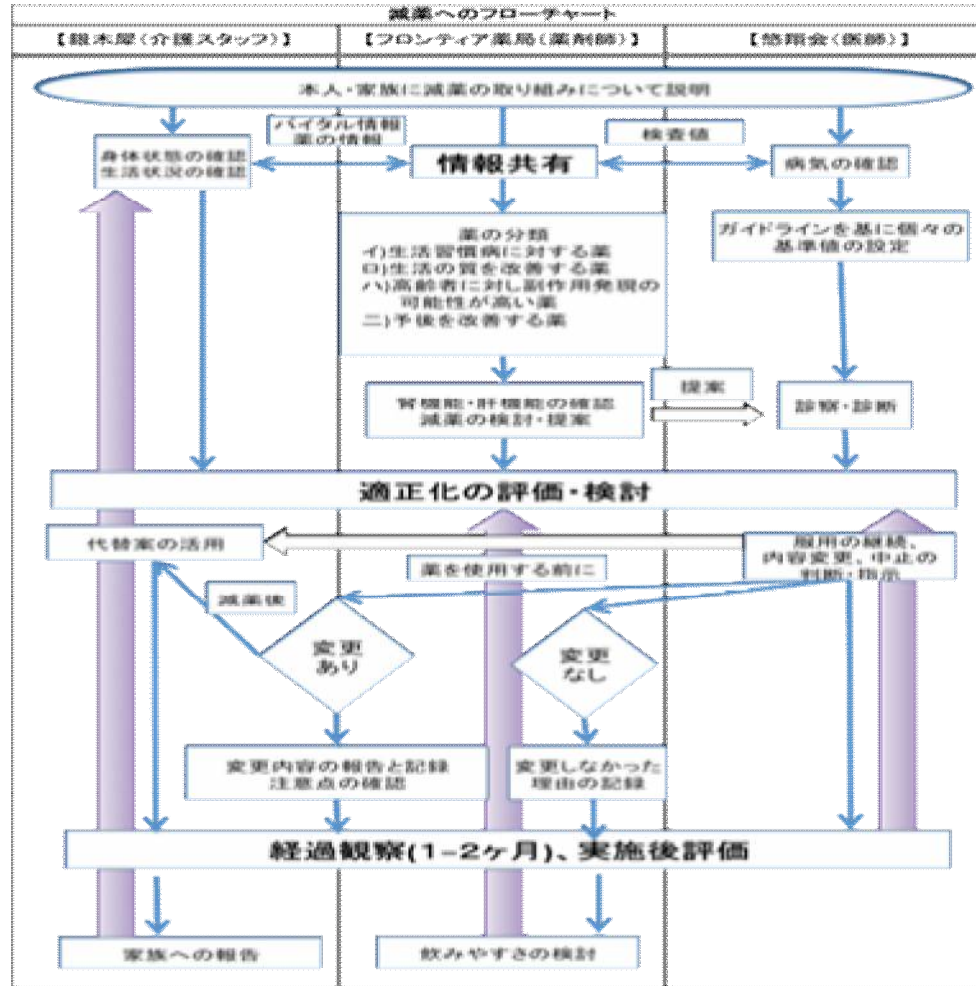 減薬へのフローチャート
【銀木犀(介護スタッフ)】
【フロンティア薬局(薬剤師)】
【悠翔会(医師)】
本人・家族に減薬の取り組みについて説明
バイタル情報
薬の情報
検査値
身体状態の確認
生活状況の確認
情報共有
病気の確認
薬の分類
イ)生活習慣病に対する薬
ロ)生活の質を改善する薬
ハ)高齢者に対し副作用発現の
可能性が高い薬
ニ)予後を改善する薬
ガイドラインを基に個々の
基準値の設定
腎機能・肝機能の確認
減薬の検討・提案
提案
診察・診断
適正化の評価・検討
代替案の活用
服用の継続、
内容変更、中止の
判断・指示
薬を使用する前に
減薬後
変更
あり
変更
なし
変更内容の報告と記録
注意点の確認
変更しなかった
理由の記録
経過観察(1-2ヶ月)、実施後評価
家族への報告
飲みやすさの検討